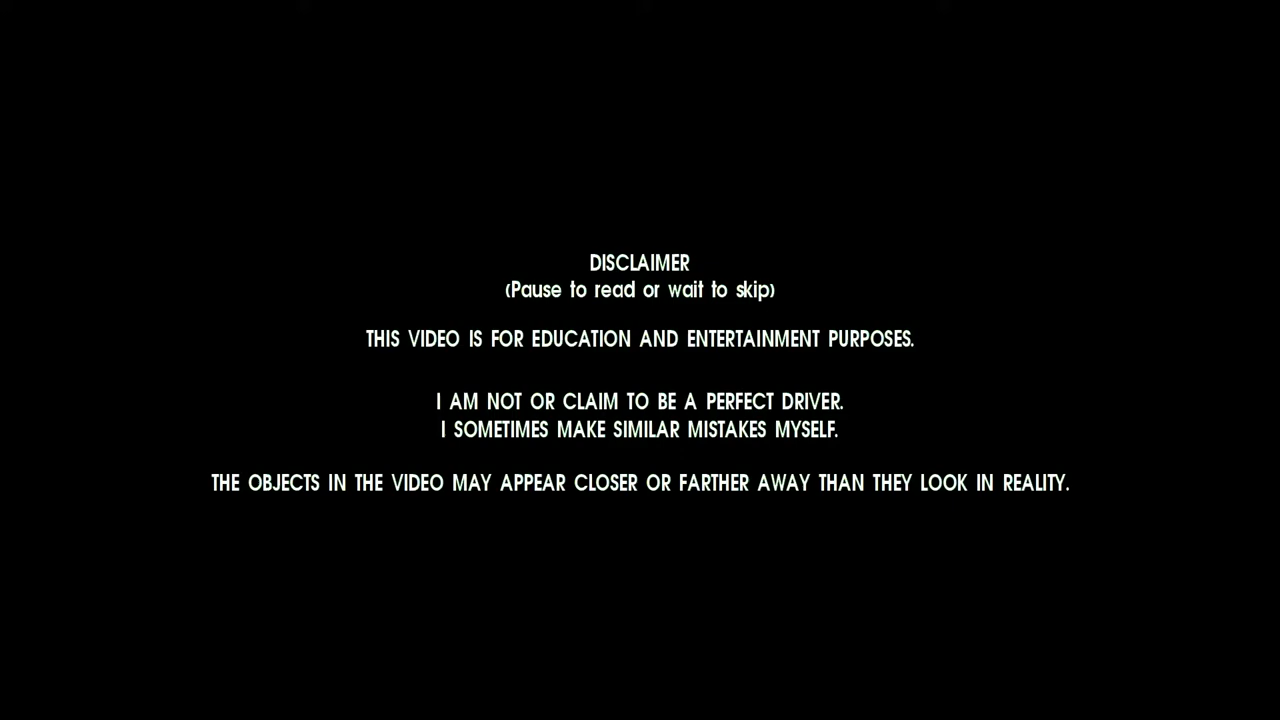 DISCLAIMER
(Pause to read or wait to skip)
THIS VIDEO IS FOR EDUCATION AND ENTERTAINMENT PURPOSES.
I AM NOT OR CLAIM TO BE A PERFECT DRIVER.
I SOMETIMES MAKE SIMILAR MISTAKES MYSELF.
THE OBJECTS IN THE VIDEO MAY APPEAR CLOSER OR FARTHER AWAY THAN THEY LOOK IN REALITY.